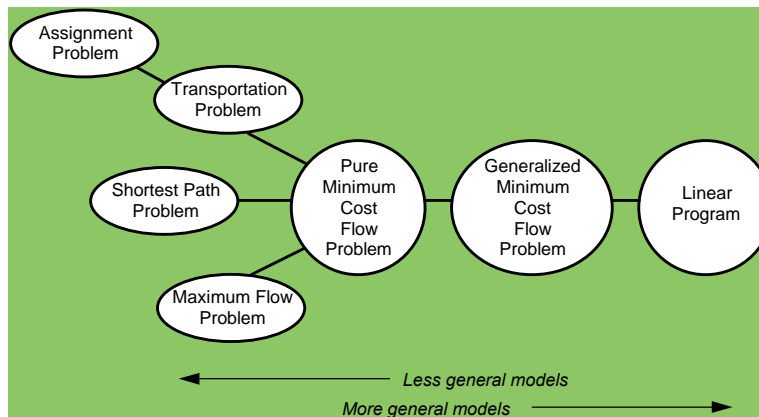 Assignment
Problem
Transportation
Problem
Shortest Path
Problem
Maximum Flow
Problem
Pure
Minimum
Cost
Flow
Problem
Generalized
Minimum
Cost
Flow
Problem
Linear
Program
Less general models
More general models